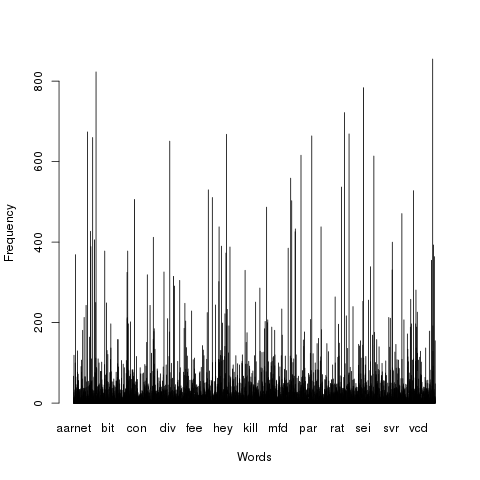 800
600
400
200
0
Frequency
aarnet bit con div fee hey kill mfd par rat sei svr vcd
Words